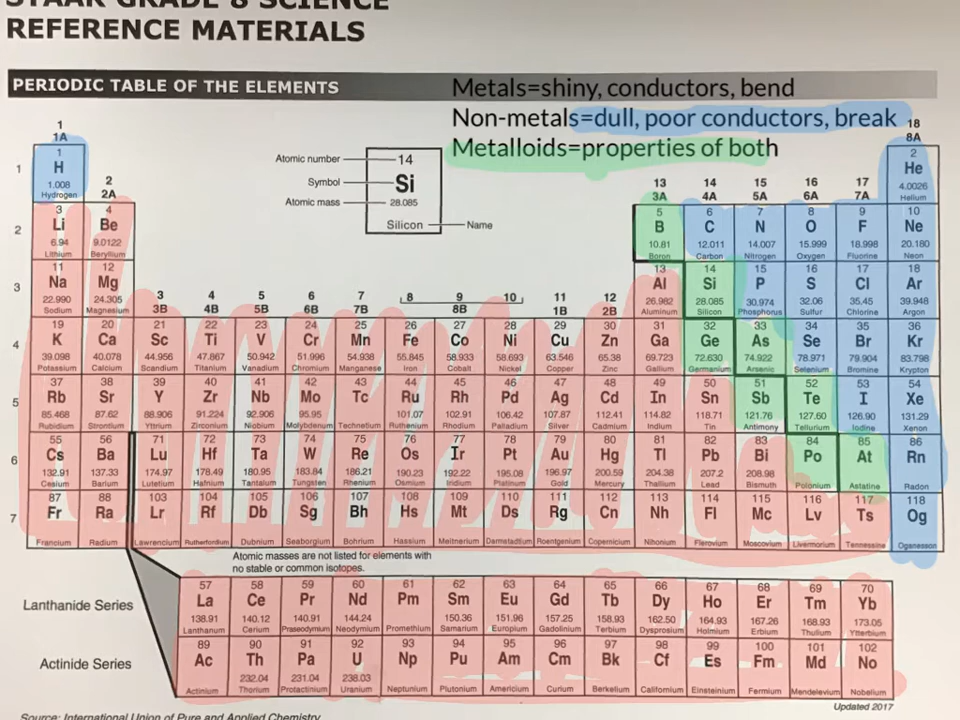 STAAR GRADE 8 SCIENCE
REFERENCE MATERIALS
PERIODIC TABLE OF THE ELEMENTS
Metals=shiny, conductors, bend
Non-metals=dull, poor conductors, break
Metalloids=properties of both
1 18
1A 8A
Atomic number 14
Symbol Si
Atomic mass 28.085
Silicon Name
1 2
1 H He
1.008 4.0026
Hydrogen Helium
2 13 14 15 16 17
2A 3A 4A 5A 6A 7A
3 4 5 6 7 8 9 10
2 Li Be B C N O F Ne
6.94 9.0122 10.81 12.011 14.007 15.999 18.998 20.180
Lithium Beryllium Boron Carbon Nitrogen Oxygen Fluorine Neon
11 12 13 14 15 16 17 18
3 Na Mg Al Si P S Cl Ar
22.990 24.305 26.982 28.085 30.974 32.06 35.45 39.948
Sodium Magnesium Aluminum Silicon Phosphorus Sulfur Chlorine Argon
3 4 5 6 7 8 9 10 11 12
3B 4B 5B 6B 7B 8B 1B 2B
19 20 21 22 23 24 25 26 27 28 29 30 31 32 33 34 35 36
4 K Ca Sc Ti V Cr Mn Fe Co Ni Cu Zn Ga Ge As Se Br Kr
39.098 40.078 44.956 47.867 50.942 51.996 54.938 55.845 58.933 58.693 63.546 65.38 69.723 72.630 74.922 78.971 79.904 83.798
Potassium Calcium Scandium Titanium Vanadium Chromium Manganese Iron Cobalt Nickel Copper Zinc Gallium Germanium Arsenic Selenium Bromine Krypton
37 38 39 40 41 42 43 44 45 46 47 48 49 50 51 52 53 54
5 Rb Sr Y Zr Nb Mo Tc Ru Rh Pd Ag Cd In Sn Sb Te I Xe
85.468 87.62 88.906 91.224 92.906 95.95 101.07 102.91 106.42 107.87 112.41 114.82 118.71 121.76 127.60 126.90 131.29
Rubidium Strontium Yttrium Zirconium Niobium Molybdenum Technetium Ruthenium Rhodium Palladium Silver Cadmium Indium Tin Antimony Tellurium Iodine Xenon
55 56 71 72 73 74 75 76 77 78 79 80 81 82 83 84 85 86
6 Cs Ba Lu Hf Ta W Re Os Ir Pt Au Hg Tl Pb Bi Po At Rn
132.91 137.33 174.97 178.49 180.95 183.84 186.21 190.23 192.22 195.08 196.97 200.59 204.38 207.2 208.98
Cesium Barium Lutetium Hafnium Tantalum Tungsten Rhenium Osmium Iridium Platinum Gold Mercury Thallium Lead Bismuth Polonium Astatine Radon
87 88 103 104 105 106 107 108 109 110 111 112 113 114 115 116 117 118
7 Fr Ra Lr Rf Db Sg Bh Hs Mt Ds Rg Cn Nh Fl Mc Lv Ts Og
Francium Radium Lawrencium Rutherfordium Dubnium Seaborgium Bohrium Hassium Meitnerium Darmstadtium Roentgenium Copernicium Nihonium Flerovium Moscovium Livermorium Tennessine Oganesson
Atomic masses are not listed for elements with
no stable or common isotopes.
57 58 59 60 61 62 63 64 65 66 67 68 69 70
Lanthanide Series La Ce Pr Nd Pm Sm Eu Gd Tb Dy Ho Er Tm Yb
138.91 140.12 140.91 144.24 150.36 151.96 157.25 158.93 162.50 164.93 167.26 168.93 173.05
Lanthanum Cerium Praseodymium Neodymium Promethium Samarium Europium Gadolinium Terbium Dysprosium Holmium Erbium Thulium Ytterbium
89 90 91 92 93 94 95 96 97 98 99 100 101 102
Actinide Series Ac Th Pa U Np Pu Am Cm Bk Cf Es Fm Md No
232.04 231.04 238.03
Actinium Thorium Protactinium Uranium Neptunium Plutonium Americium Curium Berkelium Californium Einsteinium Fermium Mendelevium Nobelium
Updated 2017
Source: International Union of Pure and Applied Chemistry